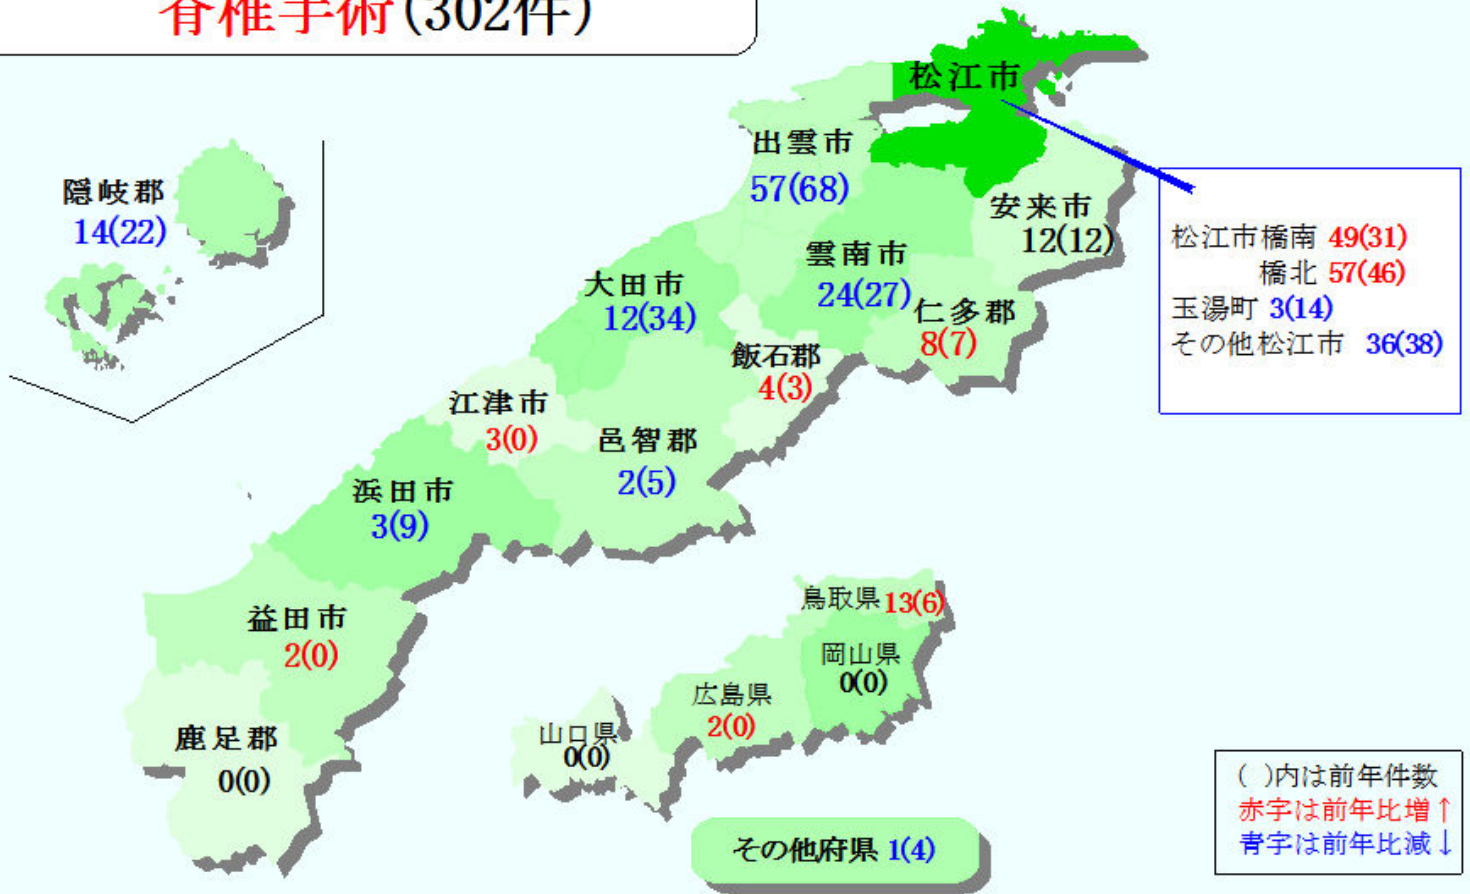 脊椎手術(302件)
松江市
出雲市
57(68)
隠岐郡
14(22)
安来市
12(12)
松江市橋南 49(31)
橋北 57(46)
玉湯町 3(14)
その他松江市 36(38)
雲南市
24(27)
大田市
12(34)
仁多郡
8(7)
飯石郡
4(3)
江津市
3(0)
邑智郡
2(5)
浜田市
3(9)
益田市
2(0)
鹿足郡
0(0)
鳥取県 13(6)
岡山県
0(0)
広島県
2(0)
山口県
0(0)
その他府県 1(4)
( )内は前年件数
赤字は前年比増↑
青字は前年比減↓